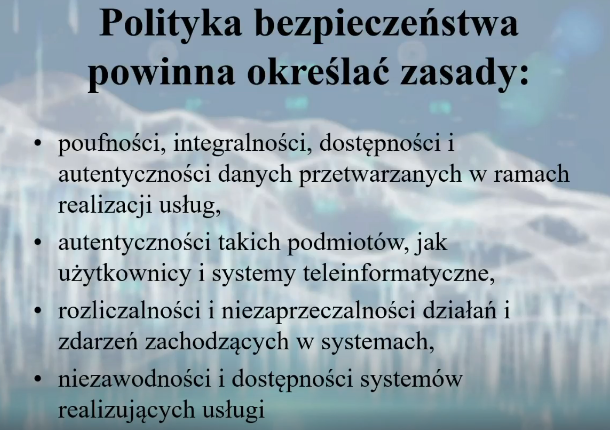 Polityka bezpieczeństwa
powinna określać zasady:
• poufności, integralności, dostępności i
autentyczności danych przetwarzanych w ramach
realizacji usług,
• autentyczności takich podmiotów, jak
użytkownicy i systemy teleinformatyczne,
• rozliczalności i niezaprzeczalności działań i
zdarzeń zachodzących w systemach,
• niezawodności i dostępności systemów
realizujących usługi